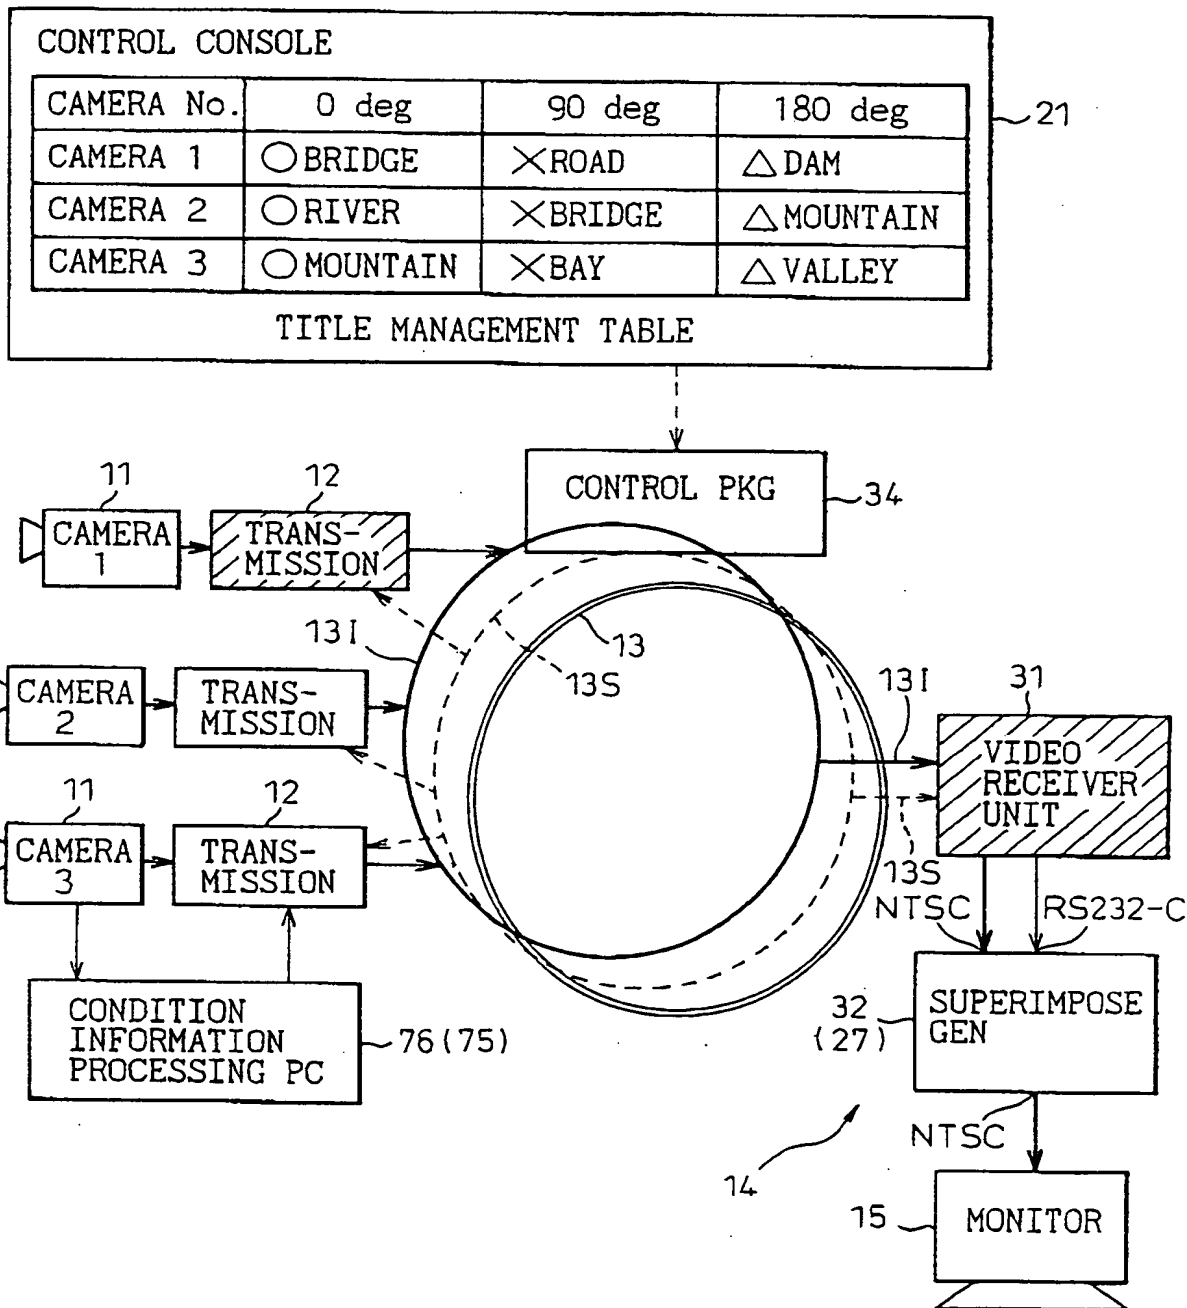 CONTROL CONSOLE
CAMERA No. 0 deg 90 deg 180 deg
CAMERA 1 ○BRIDGE ×ROAD △DAM
CAMERA 2 ○RIVER ×BRIDGE △MOUNTAIN
CAMERA 3 ○MOUNTAIN ×BAY △VALLEY
TITLE MANAGEMENT TABLE
21
CONTROL PKG
34
11
12
CAMERA
1
TRANS-
MISSION
13I
13
13S
CAMERA
2
TRANS-
MISSION
13I
31
VIDEO
RECEIVER
UNIT
13S
11
12
CAMERA
3
TRANS-
MISSION
NTSC
RS232-C
CONDITION
INFORMATION
PROCESSING PC
76(75)
32
(27)
SUPERIMPOSE
GEN
14
NTSC
15
MONITOR